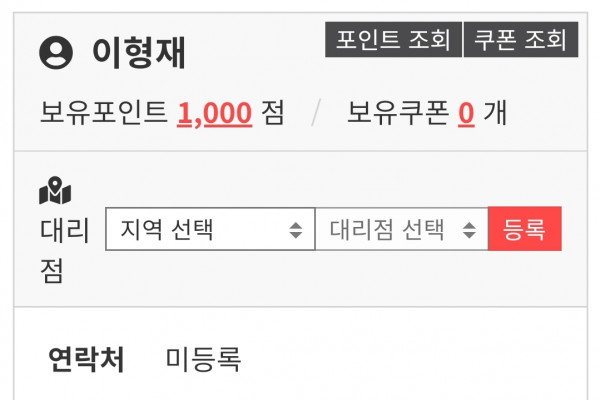 이형재
포인트 조회 쿠폰 조회
보유포인트 1,000 점 / 보유쿠폰 0 개
대리
점
지역 선택 대리점 선택 등록
연락처 미등록